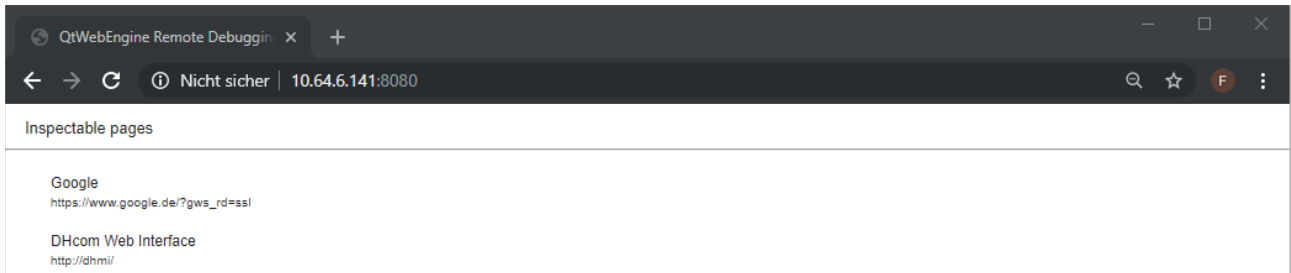 QtWebEngine Remote Debuggin
Nicht sicher | 10.64.6.141:8080
F
Inspectable pages
Google
https://www.google.de/?gws_rd=ssl
DHcom Web Interface
http://dhmi/